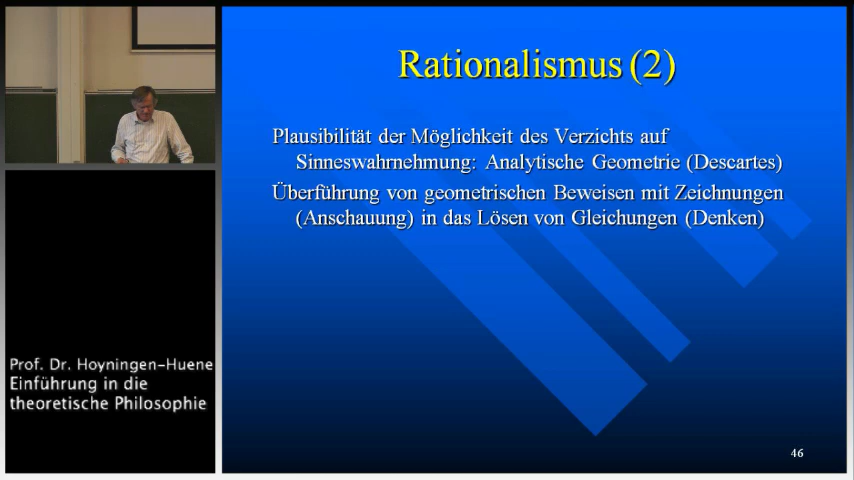 Rationalismus (2)
Plausibilität der Möglichkeit des Verzichts auf
Sinneswahrnehmung: Analytische Geometrie (Descartes)
Überführung von geometrischen Beweisen mit Zeichnungen
(Anschauung) in das Lösen von Gleichungen (Denken)
Prof. Dr. Hoyningen-Huene
Einführung in die
theoretische Philosophie
46